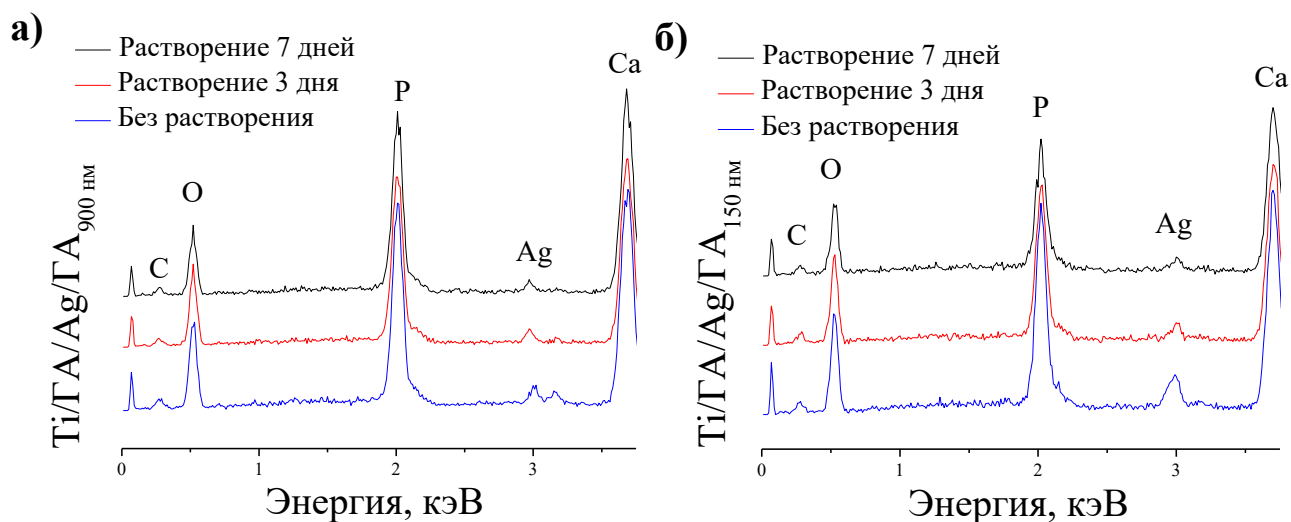 а)
Растворение 7 дней
Растворение 3 дня
Без растворения
Ca
P
O
C
Ag
Ti/ГА/Ag/ГА900 нм
0 1 2 3
Энергия, кэВ
б)
Растворение 7 дней
Растворение 3 дня
Без растворения
Ca
P
O
C
Ag
Ti/ГА/Ag/ГА150 нм
0 1 2 3
Энергия, кэВ